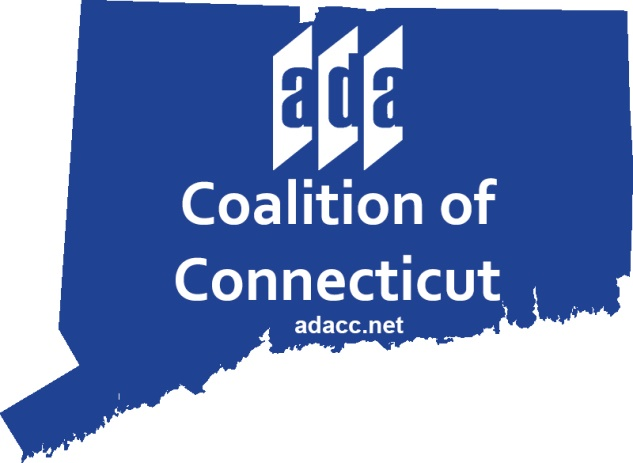 ada
Coalition of
Connecticut
adacc.net